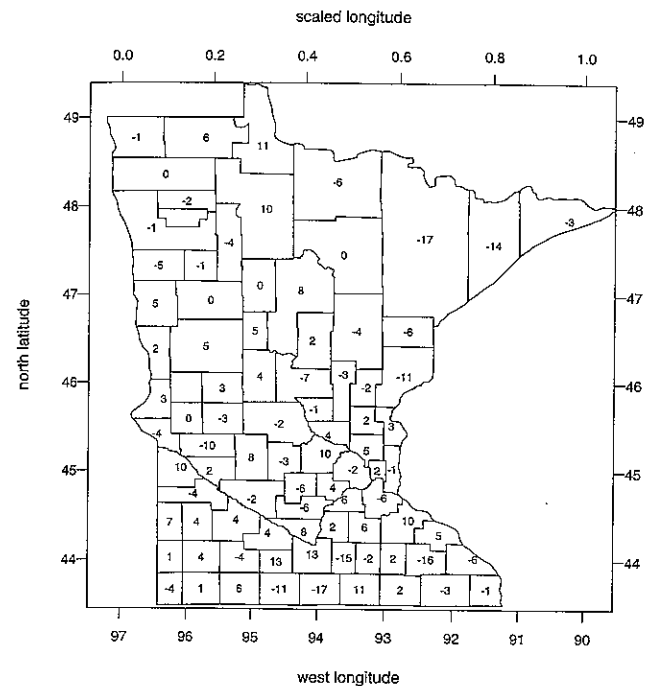 scaled longitude
0.0 0.2 0.4 0.6 0.8 1.0
49 49
-1 6 11
0 -6
48 -2 10 48
-1 -3
-4 -17 -14
-5 -1 0
0 8
47 5 0 47
5 2 -4 -6
2 5
-7 -3 -11
46 3 4 -2 46
3 -1
0 -3 -2 2 3
-4 4
-10 10 5
45 10 2 8 -3 -2 2 -1 45
-4 -2 -6 4 -6 -6
-6
7 4 4 4 8 2 6 10 5
44 1 4 -4 13 13 -15 -2 2 -16 -6 44
-4 1 6 -11 -17 11 2 -3 -1
97 96 95 94 93 92 91 90
west longitude
north latitude